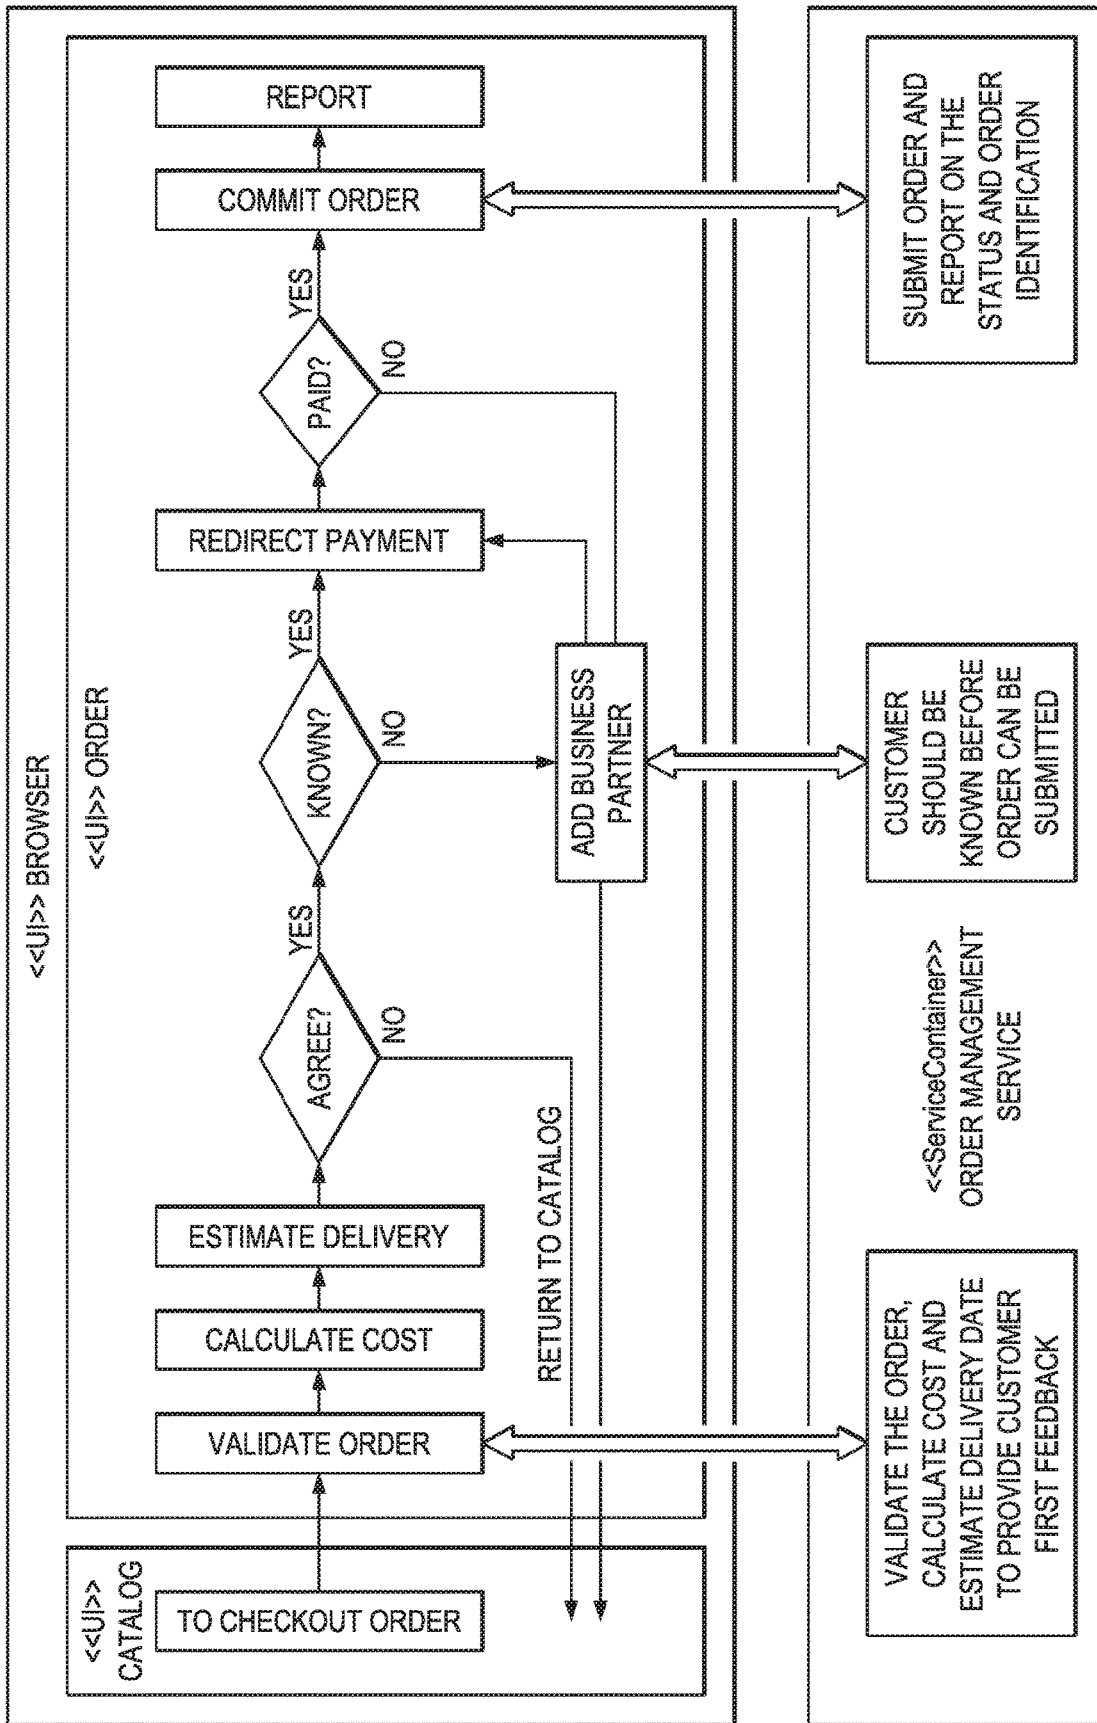 <<UI>> BROWSER
<<UI>>
CATALOG
TO CHECKOUT ORDER
<<UI>> ORDER
VALIDATE ORDER
CALCULATE COST
ESTIMATE DELIVERY
AGREE?
YES
NO
KNOWN?
YES
NO
REDIRECT PAYMENT
PAID?
YES
NO
COMMIT ORDER
REPORT
RETURN TO CATALOG
ADD BUSINESS
PARTNER
VALIDATE THE ORDER,
CALCULATE COST AND
ESTIMATE DELIVERY DATE
TO PROVIDE CUSTOMER
FIRST FEEDBACK
<<ServiceContainer>>
ORDER MANAGEMENT
SERVICE
CUSTOMER
SHOULD BE
KNOWN BEFORE
ORDER CAN BE
SUBMITTED
SUBMIT ORDER AND
REPORT ON THE
STATUS AND ORDER
IDENTIFICATION